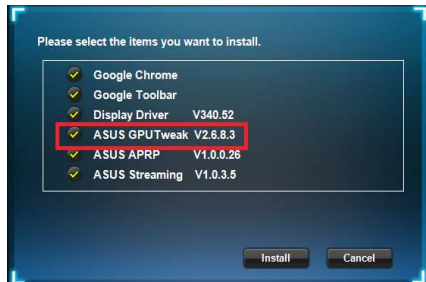 Please select the items you want to install.
Google Chrome
Google Toolbar
Display Driver V340.52
ASUS GPUTweak V2.6.8.3
ASUS APRP V1.0.0.26
ASUS Streaming V1.0.3.5
Install Cancel